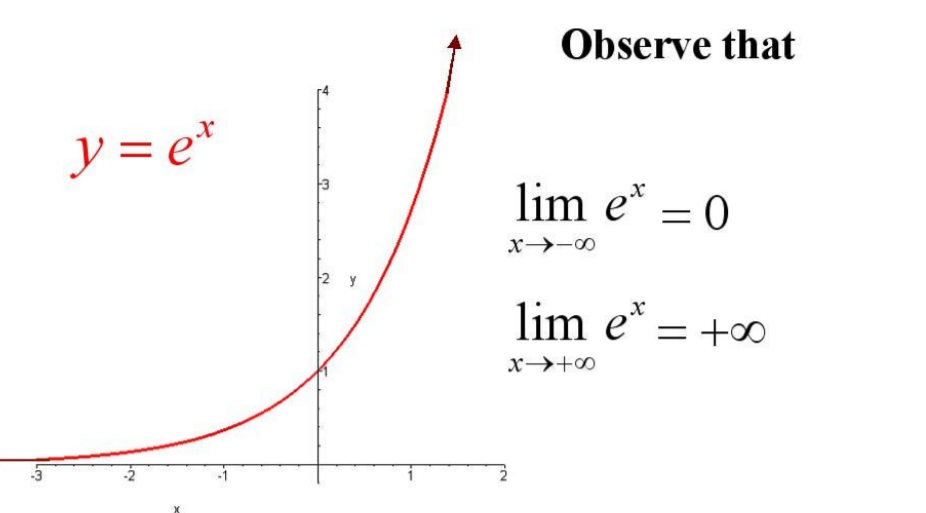 Observe that
y = e^x
lim e^x = 0
x→-∞
lim e^x = +∞
x→+∞
4
3
2 y
1
-3 -2 -1 1 2
x